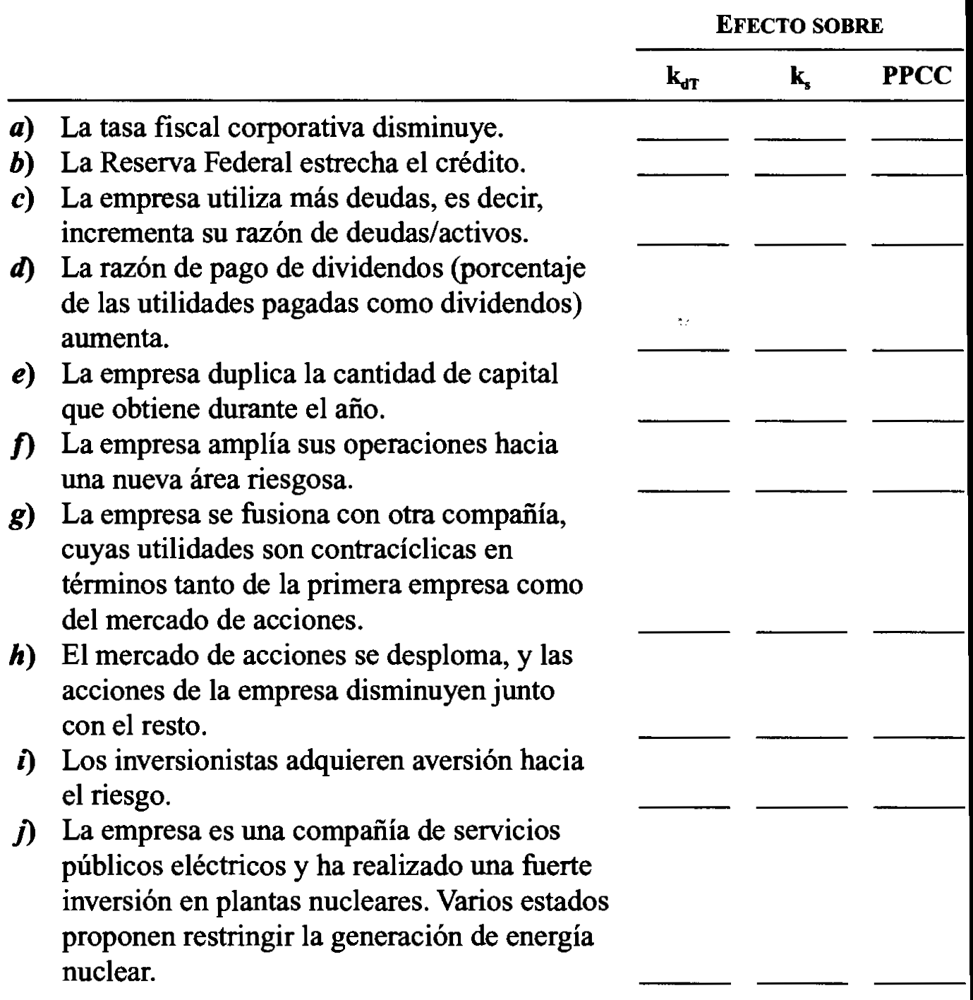 EFECTO SOBRE
k_dT k_s PPCC
a) La tasa fiscal corporativa disminuye.
b) La Reserva Federal estrecha el crédito.
c) La empresa utiliza más deudas, es decir,
incrementa su razón de deudas/activos.
d) La razón de pago de dividendos (porcentaje
de las utilidades pagadas como dividendos)
aumenta.
e) La empresa duplica la cantidad de capital
que obtiene durante el año.
f) La empresa amplía sus operaciones hacia
una nueva área riesgosa.
g) La empresa se fusiona con otra compañía,
cuyas utilidades son contracíclicas en
términos tanto de la primera empresa como
del mercado de acciones.
h) El mercado de acciones se desploma, y las
acciones de la empresa disminuyen junto
con el resto.
i) Los inversionistas adquieren aversión hacia
el riesgo.
j) La empresa es una compañía de servicios
públicos eléctricos y ha realizado una fuerte
inversión en plantas nucleares. Varios estados
proponen restringir la generación de energía
nuclear.